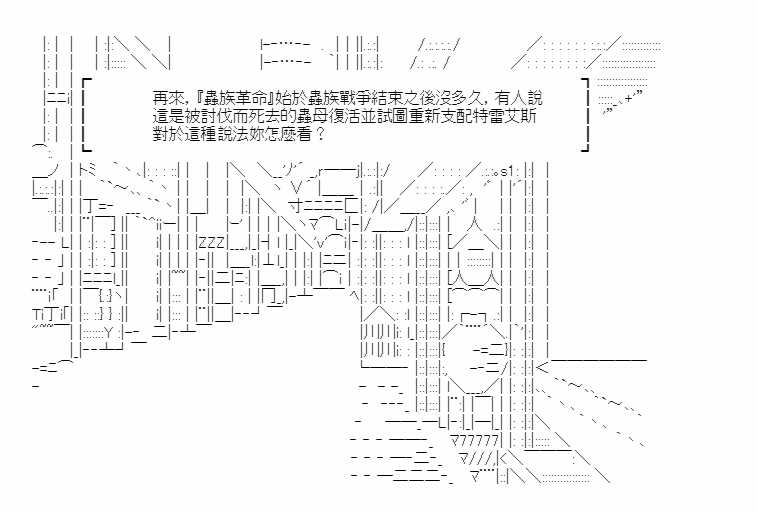 再來，『蟲族革命』始於蟲族戰爭結束之後沒多久，有人說
這是被討伐而死去的蟲母復活並試圖重新支配特雷艾斯
對於這種說法妳怎麼看？